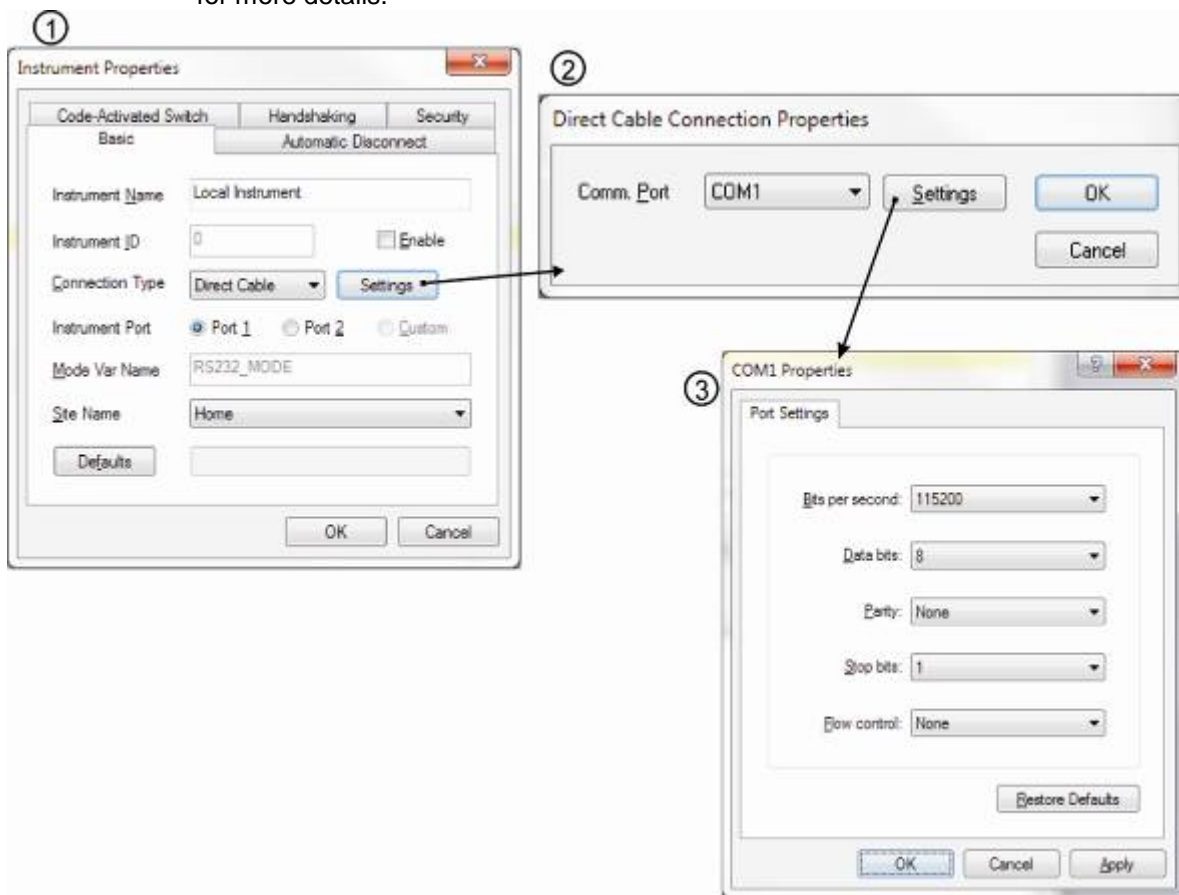 for more details.
1
Instrument Properties
Code-Activated Switch Handshaking Security
Basic Automatic Disconnect
Instrument Name Local Instrument
Instrument ID 0 Enable
Connection Type Direct Cable Settings
Instrument Port Port 1 Port 2 Custom
Mode Var Name RS232_MODE
Site Name Home
Defaults
OK Cancel
2
Direct Cable Connection Properties
Comm. Port COM1 Settings OK
Cancel
3
COM1 Properties
?
Port Settings
Bits per second: 115200
Data bits: 8
Parity: None
Stop bits: 1
Flow control: None
Restore Defaults
OK Cancel Apply